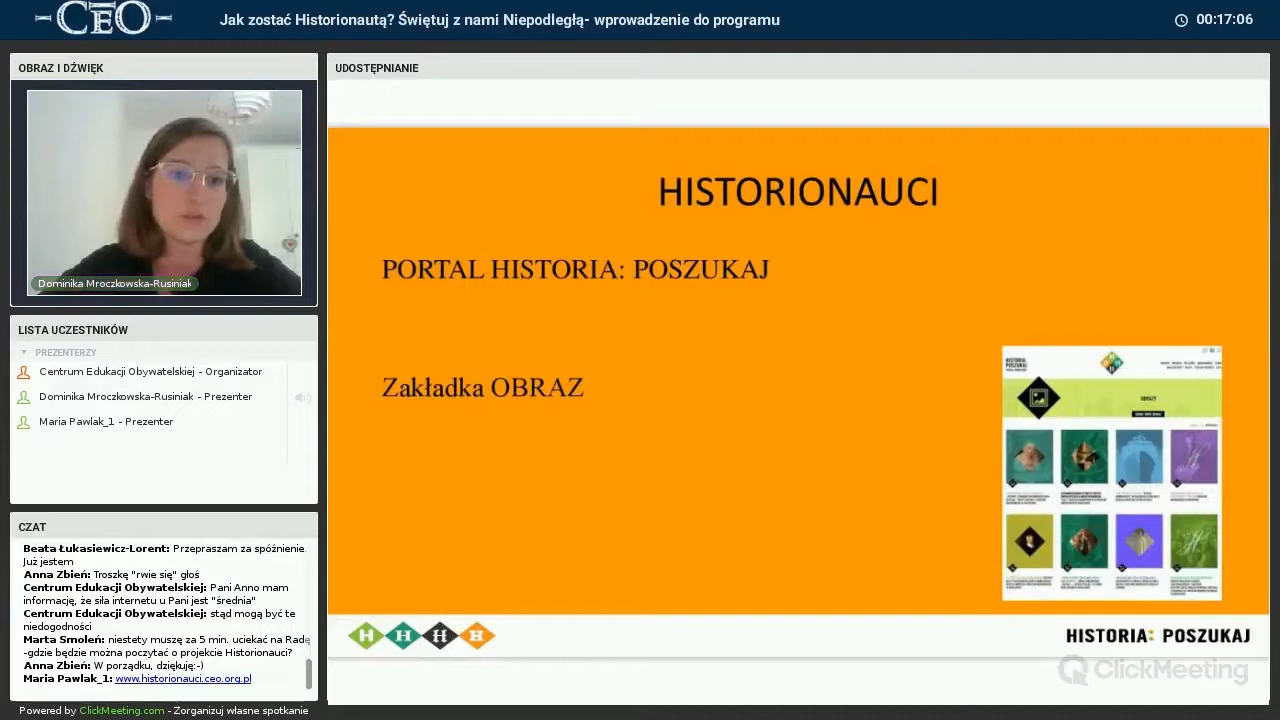 CEO
Jak zostać Historionautą? Świętuj z nami Niepodległą- wprowadzenie do programu
00:17:06
OBRAZ I DŹWIĘK
Dominika Mroczkowska-Rusiniak
LISTA UCZESTNIKÓW
PREZENTERZY
Centrum Edukacji Obywatelskiej - Organizator
Dominika Mroczkowska-Rusiniak - Prezenter
Maria Pawlak_1 - Prezenter
CZAT
Beata Łukasiewicz-Lorent: Przepraszam za spóźnienie.
Już jestem
Anna Zbień: Troszkę "rwie się" głoś
Centrum Edukacji Obywatelskiej: Pani Anno mam
informację, że siła internetu u Pani jest "średnia"
Centrum Edukacji Obywatelskiej: stąd mogą być te
niedogodności
Marta Smoleń: niestety muszę za 5 min. uciekać na Radę
-gdzie będzie można poczytać o projekcie Historionauci?
Anna Zbień: W porządku, dziękuję:-)
Maria Pawlak_1: www.historionauci.ceo.org.pl
Powered by ClickMeeting.com - Zorganizuj własne spotkanie
UDOSTĘPNIANIE
HISTORIONAUCI
PORTAL HISTORIA: POSZUKAJ
Zakładka OBRAZ
HISTORIA:
POSZUKAJ
OBRAZY
H H H H
HISTORIA: POSZUKAJ
ClickMeeting